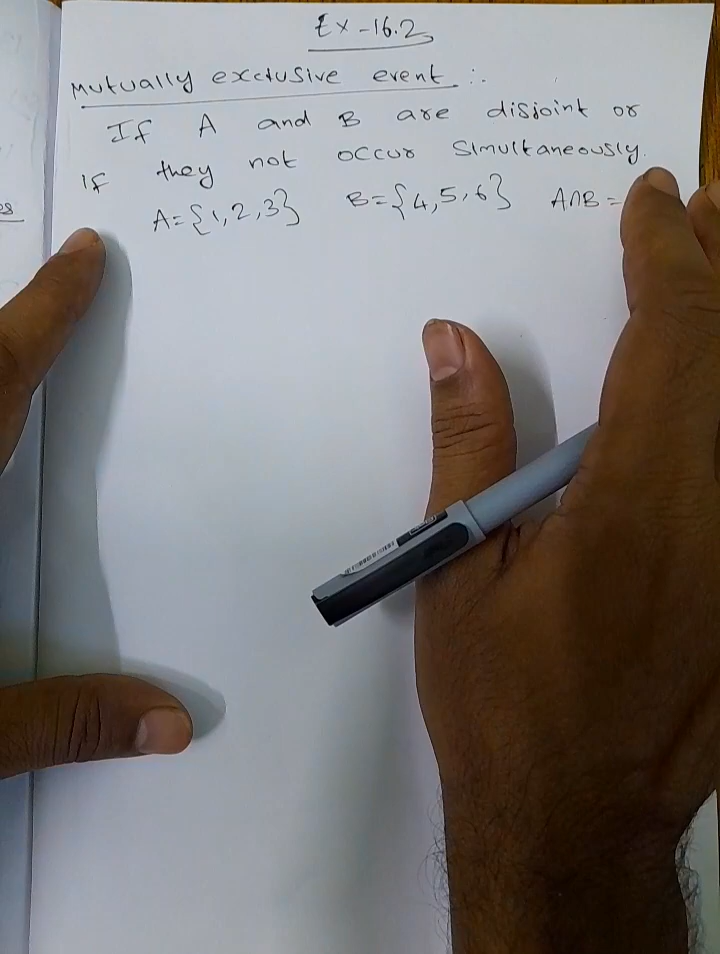 Ex-16.2
Mutually exclusive event :.
If A and B are disjoint or
if they not occur simultaneously.
A={1,2,3} B={4,5,6} A∩B=